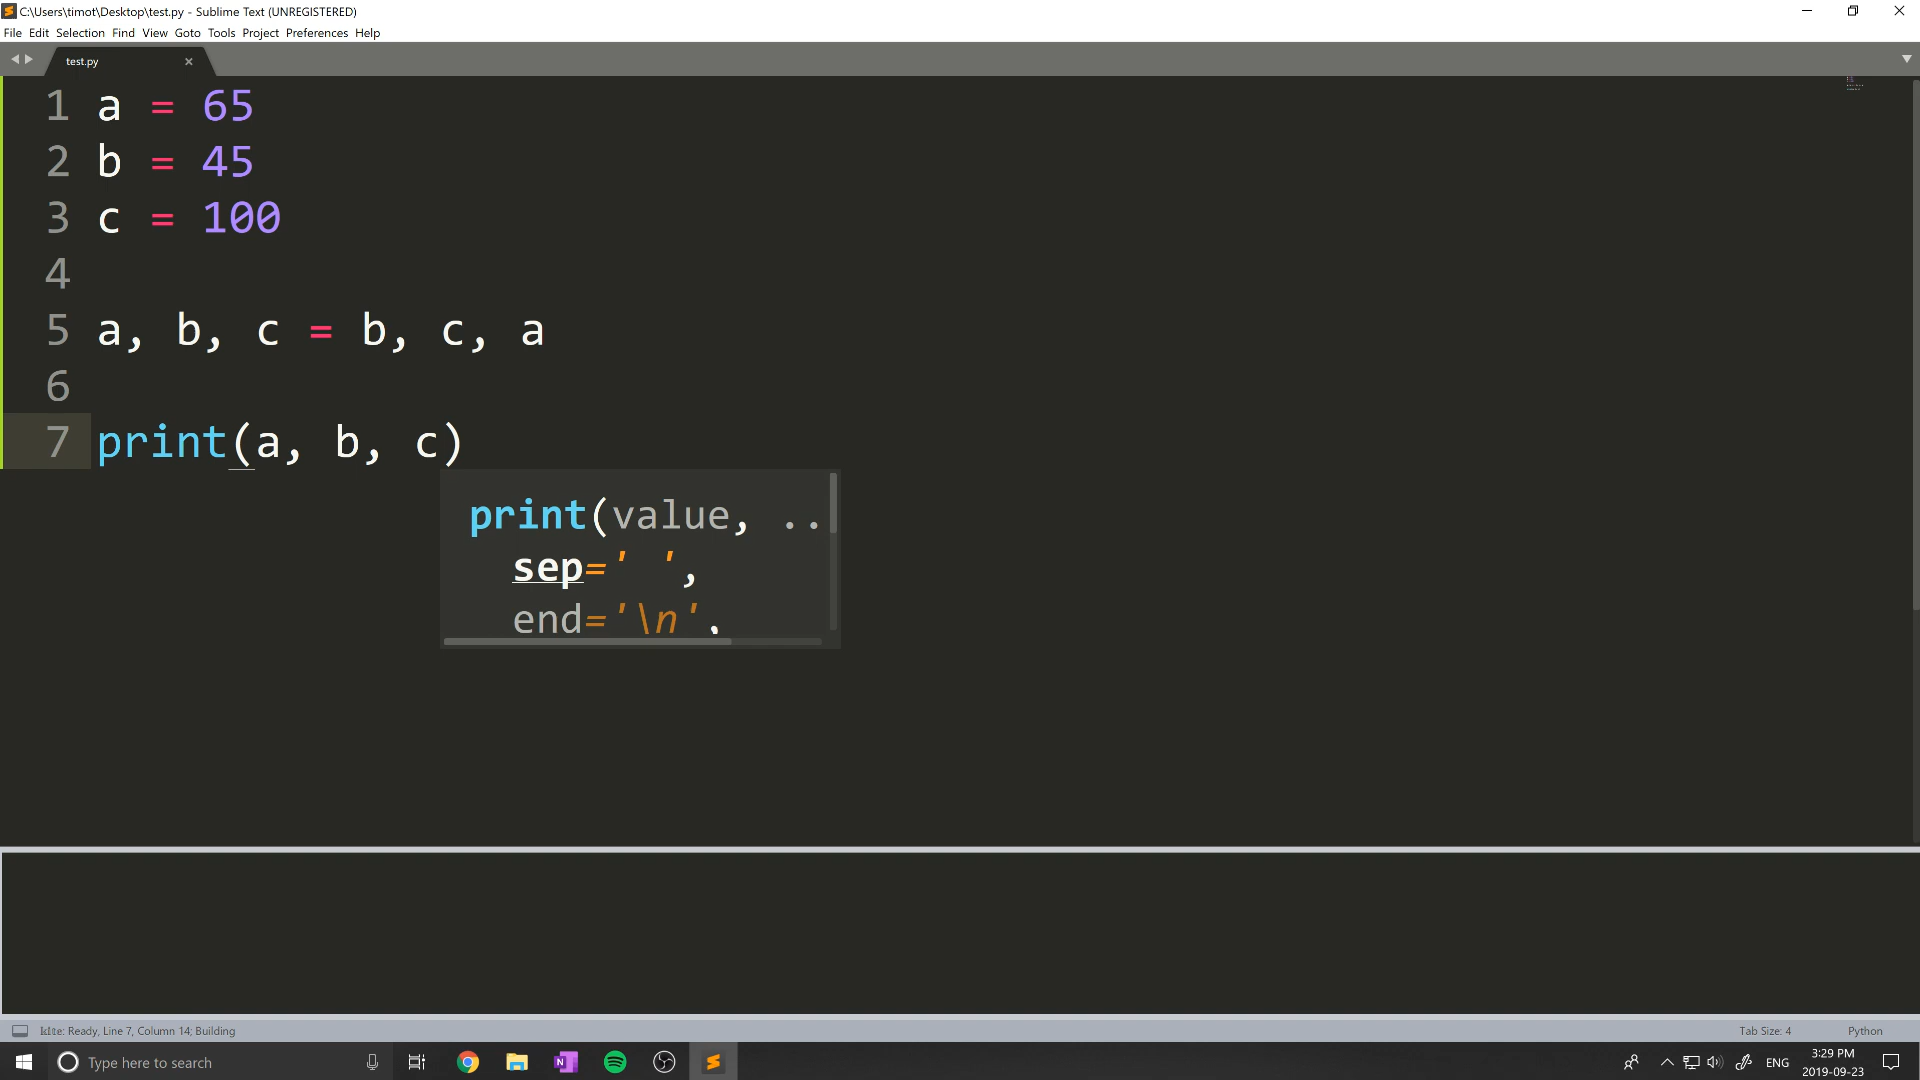 C:\Users\timot\Desktop\test.py - Sublime Text (UNREGISTERED)
File Edit Selection Find View Goto Tools Project Preferences Help
test.py
1 a = 65
2 b = 45
3 c = 100
4
5 a, b, c = b, c, a
6
7 print(a, b, c)
print(value, ..
sep=' ',
end='\n',
kite: Ready, Line 7, Column 14; Building Tab Size: 4 Python
Type here to search ENG 3:29 PM
2019-09-23